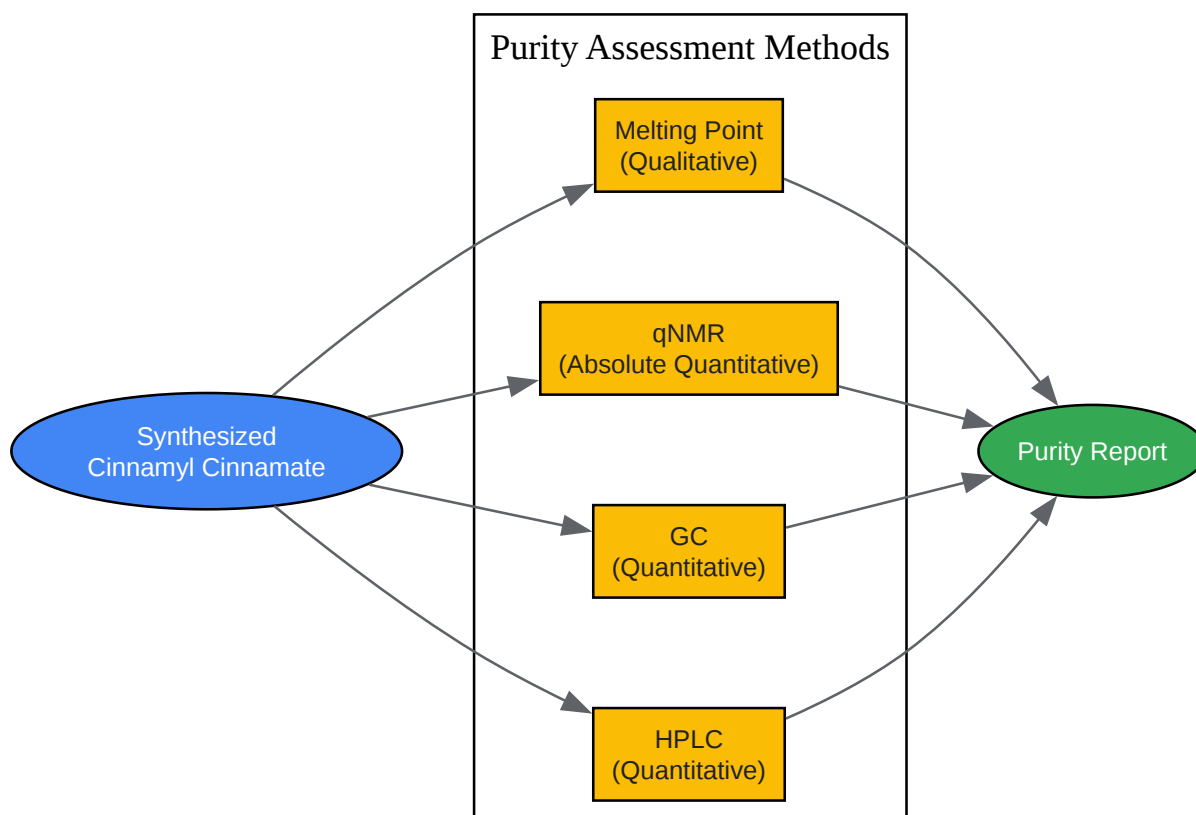 Purity Assessment Methods
Melting Point
(Qualitative)
qNMR
(Absolute Quantitative)
Synthesized
Cinnamyl Cinnamate
Purity Report
GC
(Quantitative)
HPLC
(Quantitative)